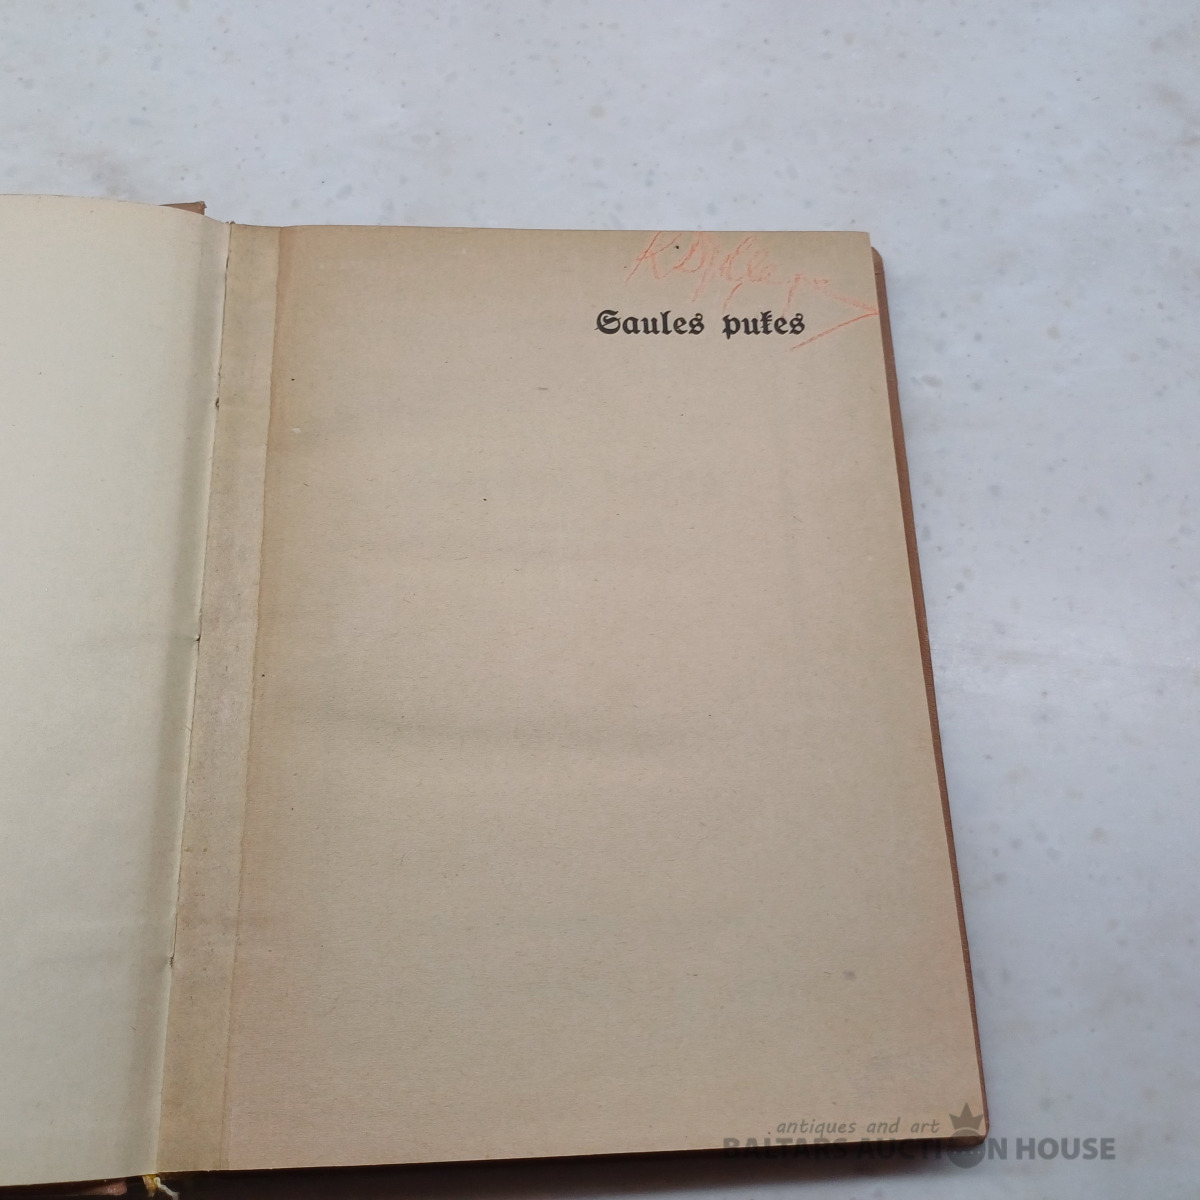 K
Saules pukes
antiques and art
BALTARS AUCTION HOUSE